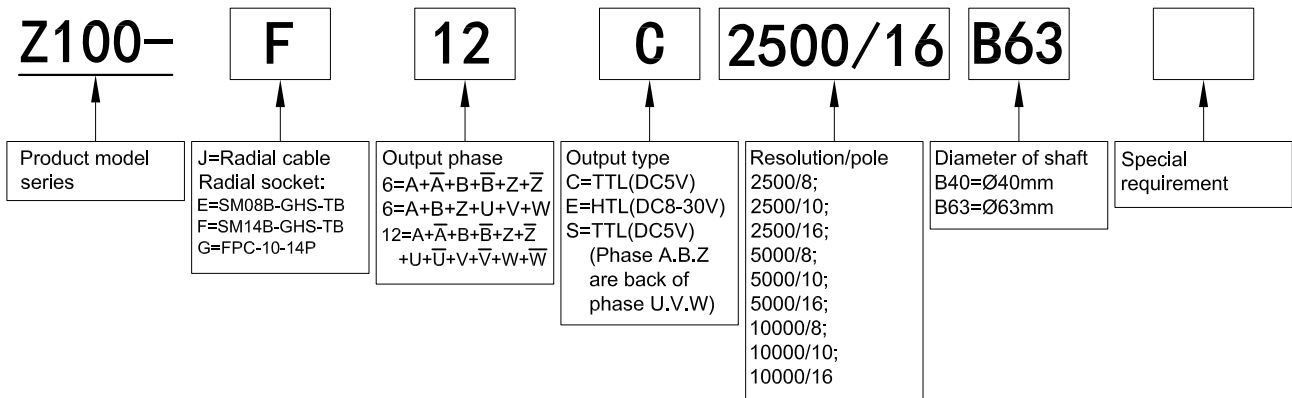 Z100- F 12 C 2500/16 B63
Product model
series
J=Radial cable
Radial socket:
E=SM08B-GHS-TB
F=SM14B-GHS-TB
G=FPC-10-14P
Output phase
6=A+A̅+B+B̅+Z+Z̅
6=A+B+Z+U+V+W
12=A+A̅+B+B̅+Z+Z̅
+U+U̅+V+V̅+W+W̅
Output type
C=TTL(DC5V)
E=HTL(DC8-30V)
S=TTL(DC5V)
(Phase A.B.Z
are back of
phase U.V.W)
Resolution/pole
2500/8;
2500/10;
2500/16;
5000/8;
5000/10;
5000/16;
10000/8;
10000/10;
10000/16
Diameter of shaft
B40=Ø40mm
B63=Ø63mm
Special
requirement